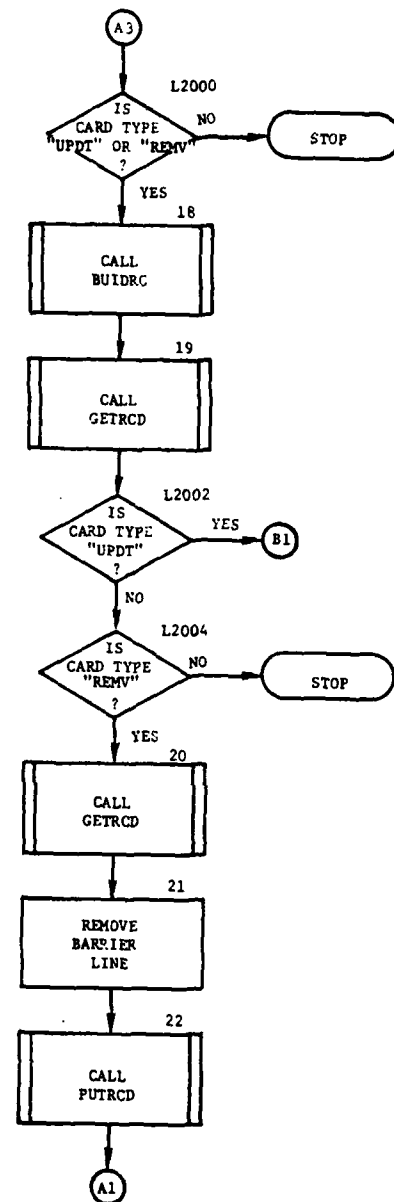 A3
L2000
IS
CARD TYPE
"UPDT" OR "REMV"
?
NO
STOP
YES
18
CALL
BUIDRC
19
CALL
GETRCD
L2002
IS
CARD TYPE
"UPDT"
?
YES
B1
NO
L2004
IS
CARD TYPE
"REMV"
?
NO
STOP
YES
20
CALL
GETRCD
21
REMOVE
BARRIER
LINE
22
CALL
PUTRCD
A1